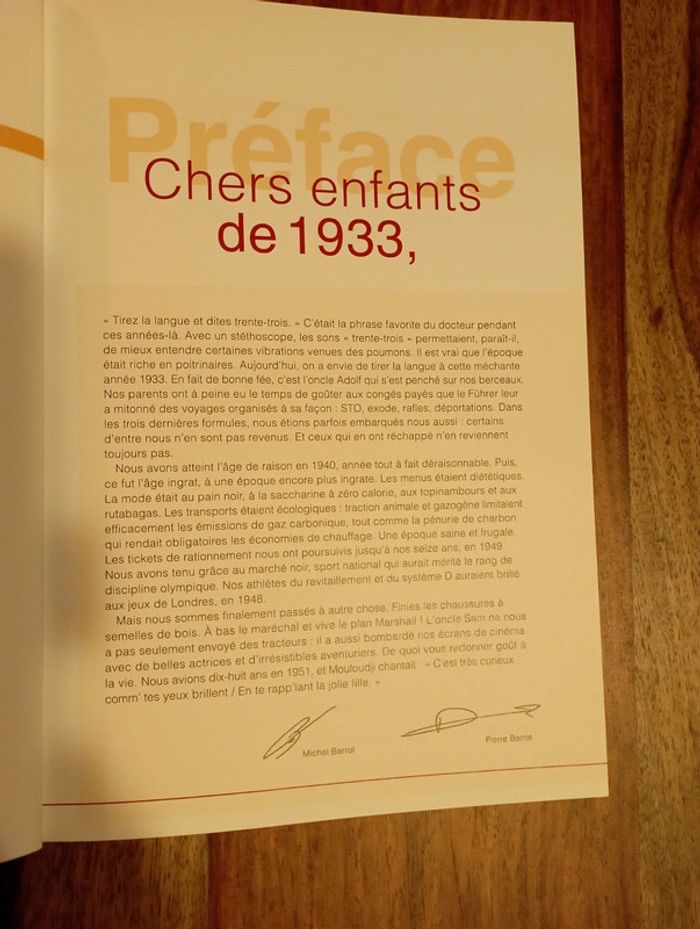 Préface
Chers enfants
de 1933,
« Tirez la langue et dites trente-trois. » C'était la phrase favorite du docteur pendant
ces années-là. Avec un stéthoscope, les sons « trente-trois » permettaient, paraît-il,
de mieux entendre certaines vibrations venues des poumons. Il est vrai que l'époque
était riche en poitrinaires. Aujourd'hui, on a envie de tirer la langue à cette méchante
année 1933. En fait de bonne fée, c'est l'oncle Adolf qui s'est penché sur nos berceaux.
Nos parents ont à peine eu le temps de goûter aux congés payés que le Führer leur
a mitonné des voyages organisés à sa façon : STO, exode, rafles, déportations. Dans
les trois dernières formules, nous étions parfois embarqués nous aussi : certains
d'entre nous n'en sont pas revenus. Et ceux qui en ont réchappé n'en reviennent
toujours pas.
Nous avons atteint l'âge de raison en 1940, année tout à fait déraisonnable. Puis,
ce fut l'âge ingrat, à une époque encore plus ingrate. Les menus étaient diététiques.
La mode était au pain noir, à la saccharine à zéro calorie, aux topinambours et aux
rutabagas. Les transports étaient écologiques : traction animale et gazogène limitaient
efficacement les émissions de gaz carbonique, tout comme la pénurie de charbon
qui rendait obligatoires les économies de chauffage. Une époque saine et frugale.
Les tickets de rationnement nous ont poursuivis jusqu'à nos seize ans, en 1949
Nous avons tenu grâce au marché noir, sport national qui aurait mérité le rang de
discipline olympique. Nos athlètes du ravitaillement et du système D auraient brillé
aux jeux de Londres, en 1948.
Mais nous sommes finalement passés à autre chose. Finies les chaussures à
semelles de bois. À bas le maréchal et vive le plan Marshall ! L'oncle Sam ne nous
a pas seulement envoyé des tracteurs : il a aussi bombardé nos écrans de cinéma
avec de belles actrices et d'irrésistibles aventuriers. De quoi vous redonner goût à
la vie. Nous avions dix-huit ans en 1951, et Mouloudji chantait : « C'est très curieux
comm' tes yeux brillent / En te rapp'lant la jolie fille. »
Michel Barrot
Pierre Barrot